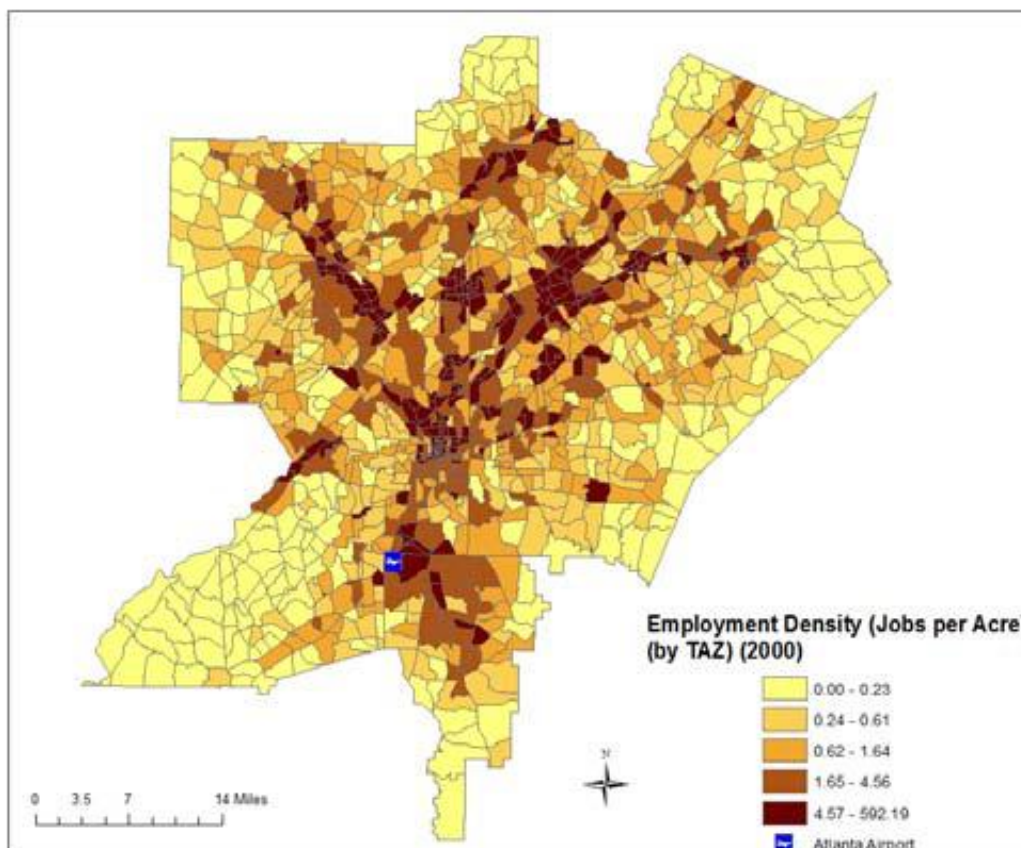 Employment Density (Jobs per Acre)
(by TAZ) (2000)
0.00 - 0.23
0.24 - 0.61
0.62 - 1.64
1.65 - 4.56
4.57 - 592.19
Atlanta Airport
N
0 3.5 7 14 Miles